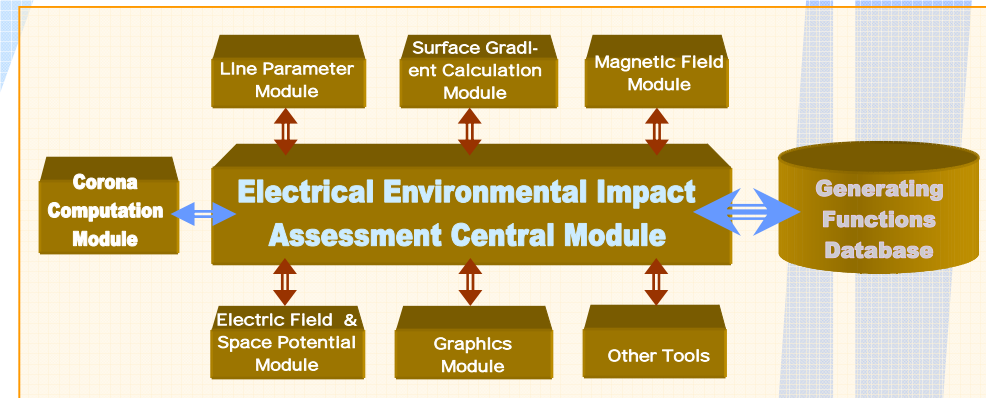 Line Parameter
Module
Surface Gradi-
ent Calculation
Module
Magnetic Field
Module
Corona
Computation
Module
Electrical Environmental Impact
Assessment Central Module
Generating
Functions
Database
Electric Field &
Space Potential
Module
Graphics
Module
Other Tools